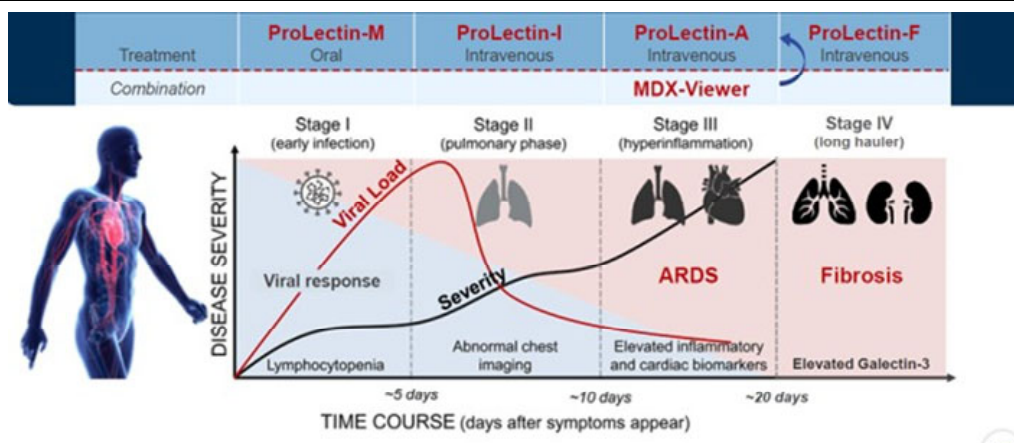 ProLectin-M
ProLectin-I
ProLectin-A
ProLectin-F
Treatment
Oral
Intravenous
Intravenous
Intravenous
Combination
MDX-Viewer
Stage I
(early infection)
Stage II
(pulmonary phase)
Stage III
(hyperinflammation)
Stage IV
(long hauler)
DISEASE SEVERITY
Viral Load
Viral response
Severity
ARDS
Fibrosis
Lymphocytopenia
Abnormal chest
imaging
Elevated inflammatory
and cardiac biomarkers
Elevated Galectin-3
~5 days
~10 days
~20 days
TIME COURSE (days after symptoms appear)